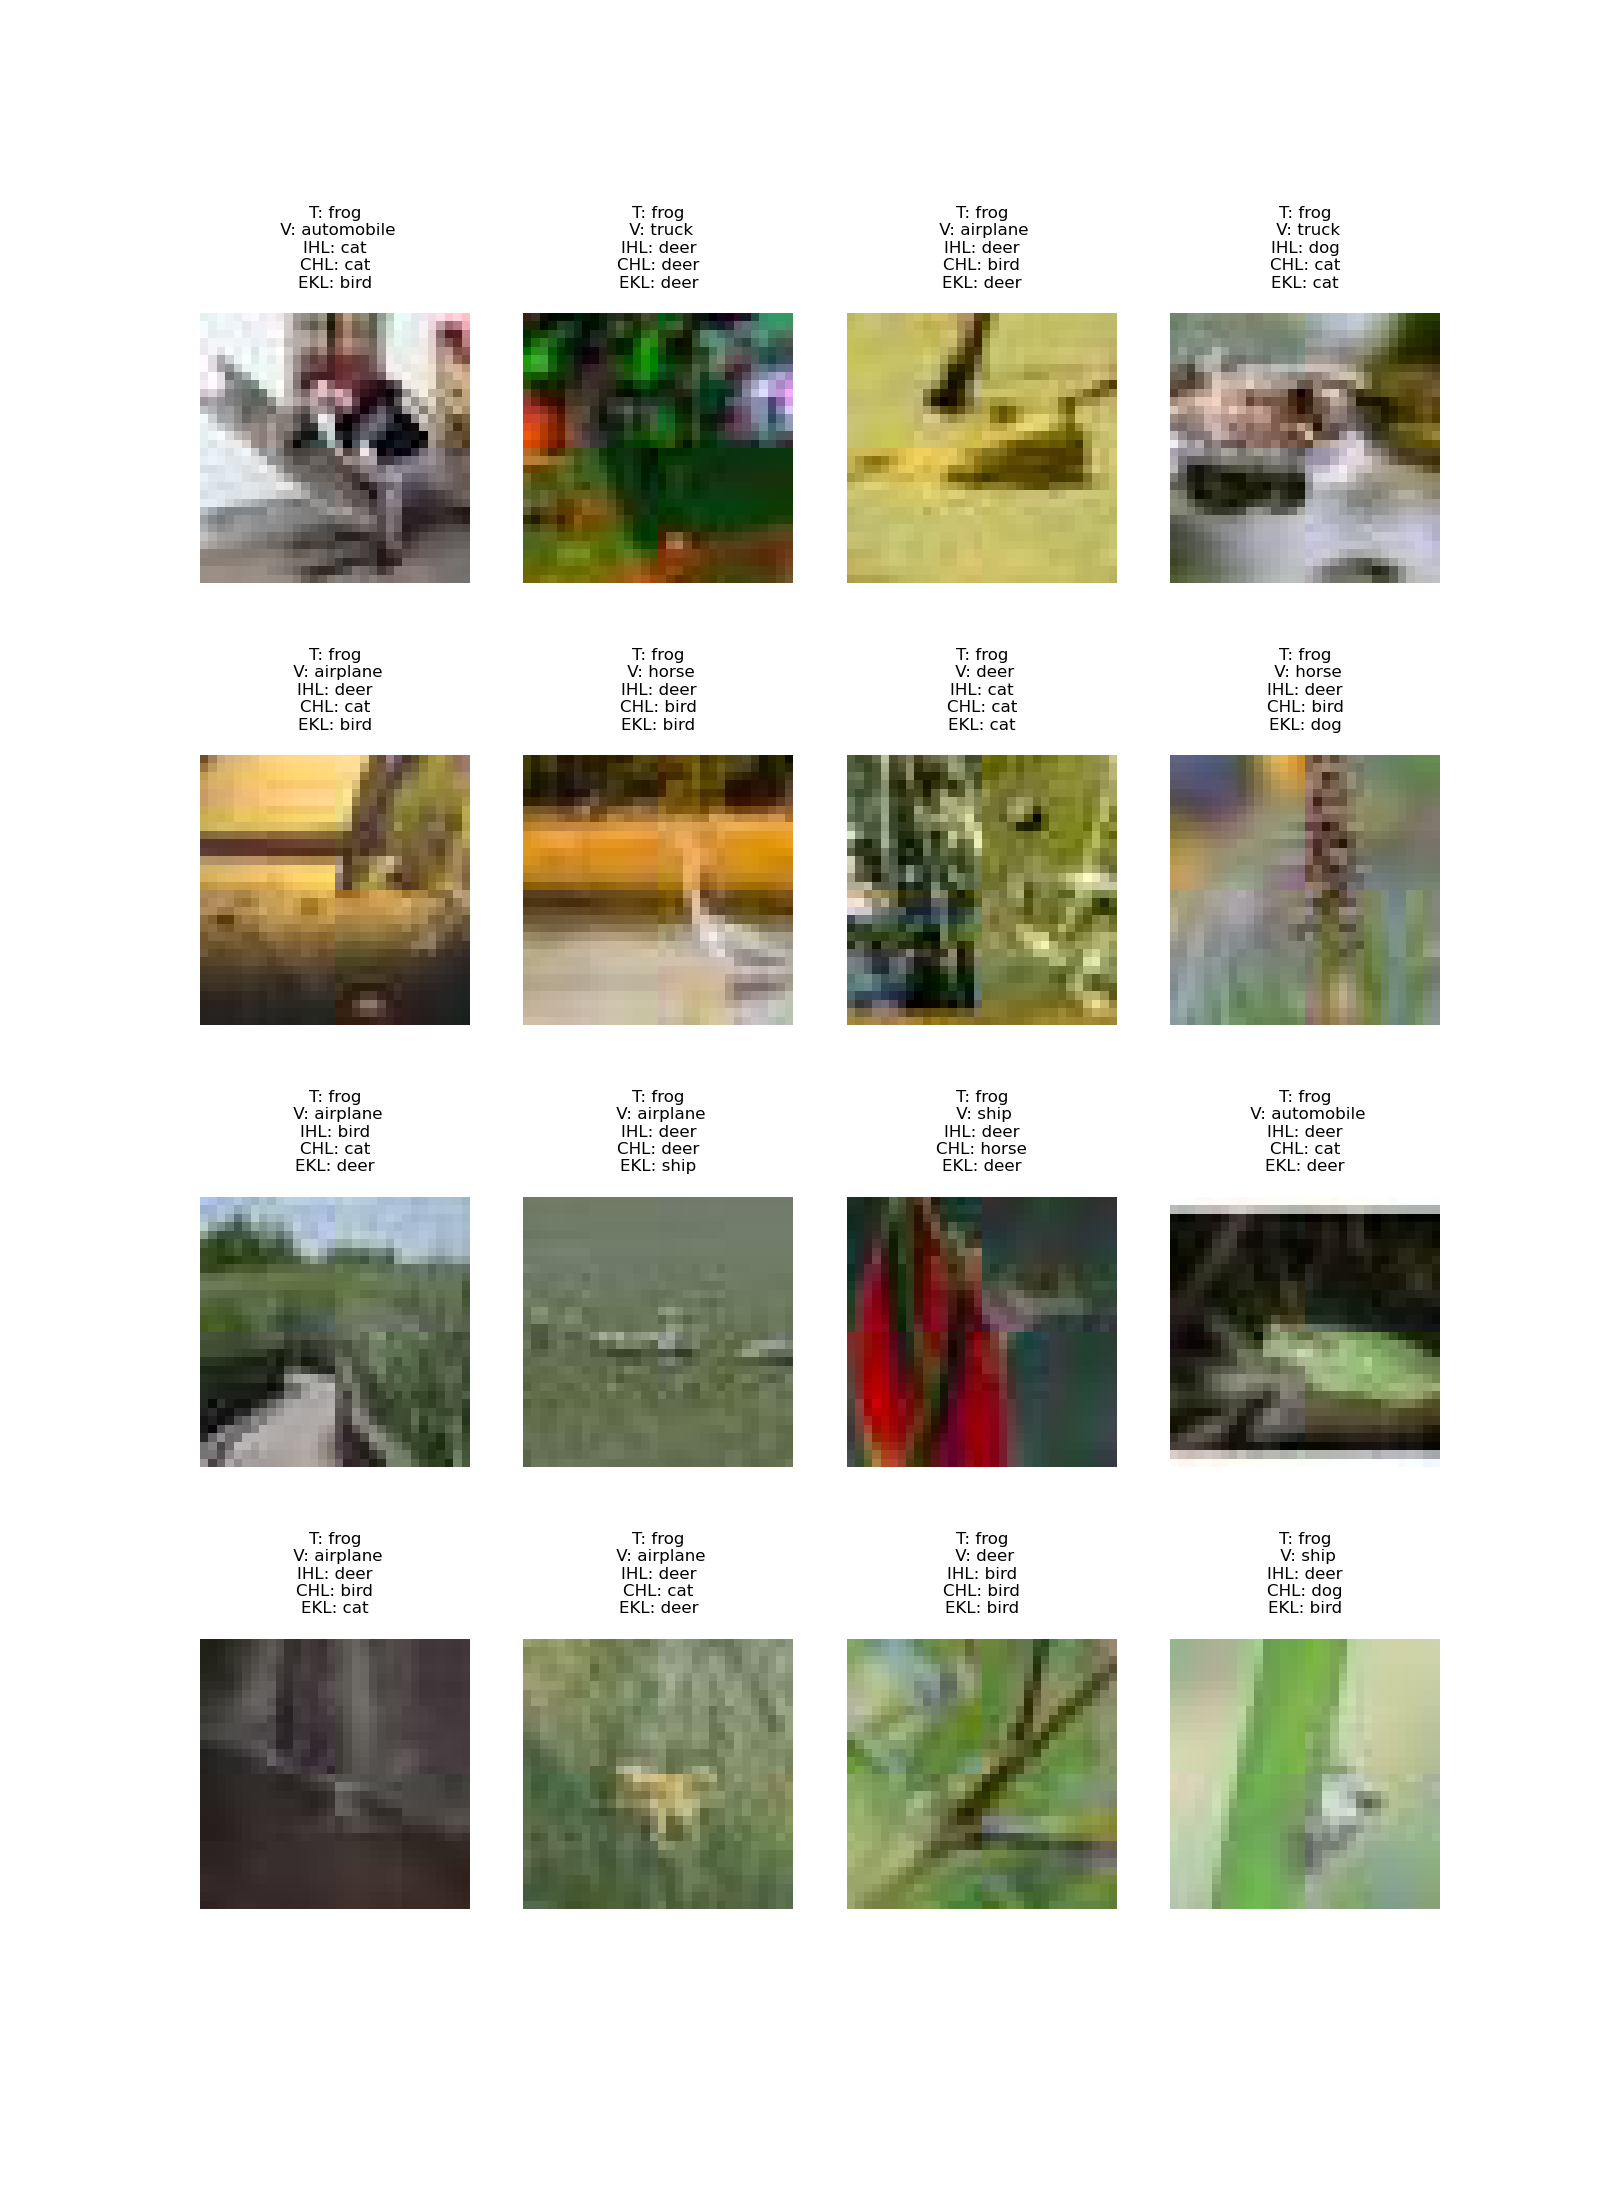 T: frog
V: automobile
IHL: cat
CHL: cat
EKL: bird
T: frog
V: truck
IHL: deer
CHL: deer
EKL: deer
T: frog
V: airplane
IHL: deer
CHL: bird
EKL: deer
T: frog
V: truck
IHL: dog
CHL: cat
EKL: cat
T: frog
V: airplane
IHL: deer
CHL: cat
EKL: bird
T: frog
V: horse
IHL: deer
CHL: bird
EKL: bird
T: frog
V: deer
IHL: cat
CHL: cat
EKL: cat
T: frog
V: horse
IHL: deer
CHL: bird
EKL: dog
T: frog
V: airplane
IHL: bird
CHL: cat
EKL: deer
T: frog
V: airplane
IHL: deer
CHL: deer
EKL: ship
T: frog
V: ship
IHL: deer
CHL: horse
EKL: deer
T: frog
V: automobile
IHL: deer
CHL: cat
EKL: deer
T: frog
V: airplane
IHL: deer
CHL: bird
EKL: cat
T: frog
V: airplane
IHL: deer
CHL: cat
EKL: deer
T: frog
V: deer
IHL: bird
CHL: bird
EKL: bird
T: frog
V: ship
IHL: deer
CHL: dog
EKL: bird